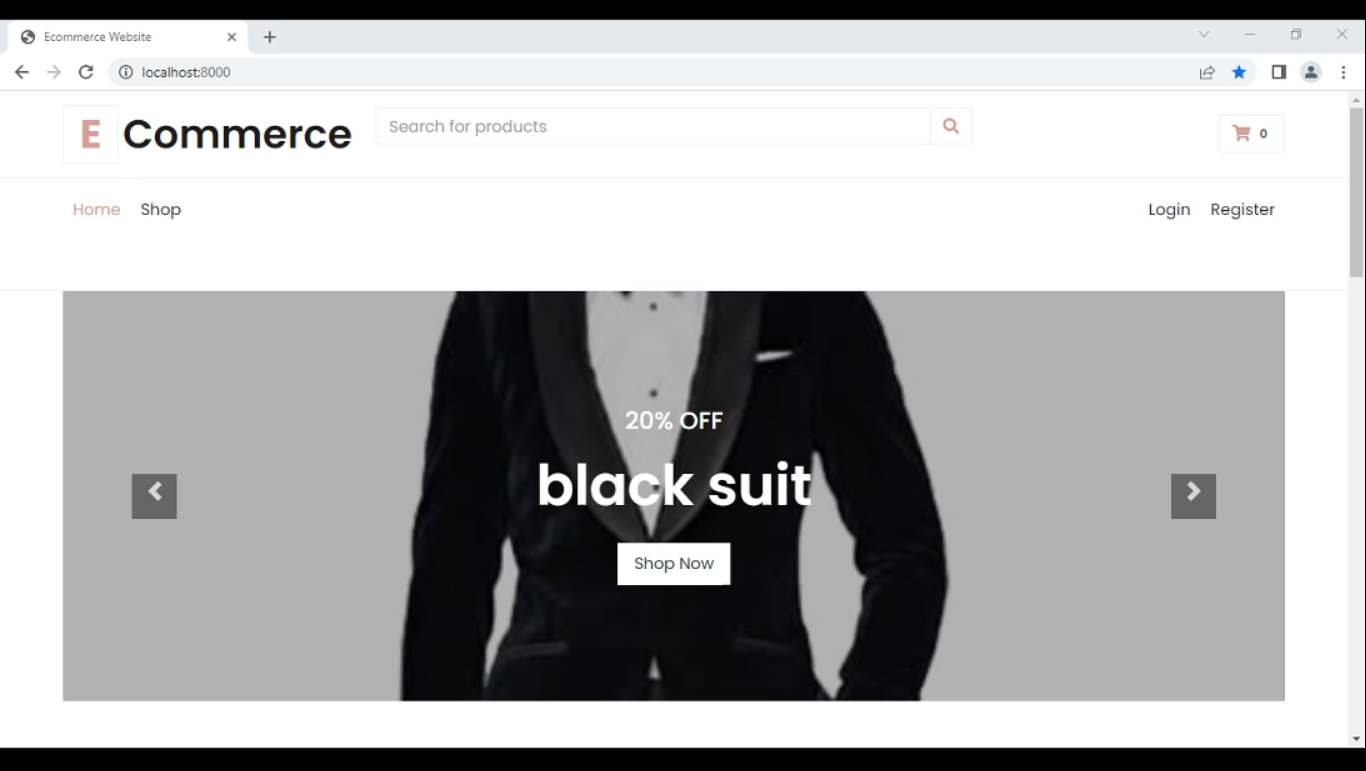 Ecommerce Website
localhost:8000
E Commerce
Search for products
0
Home Shop
Login Register
20% OFF
black suit
Shop Now